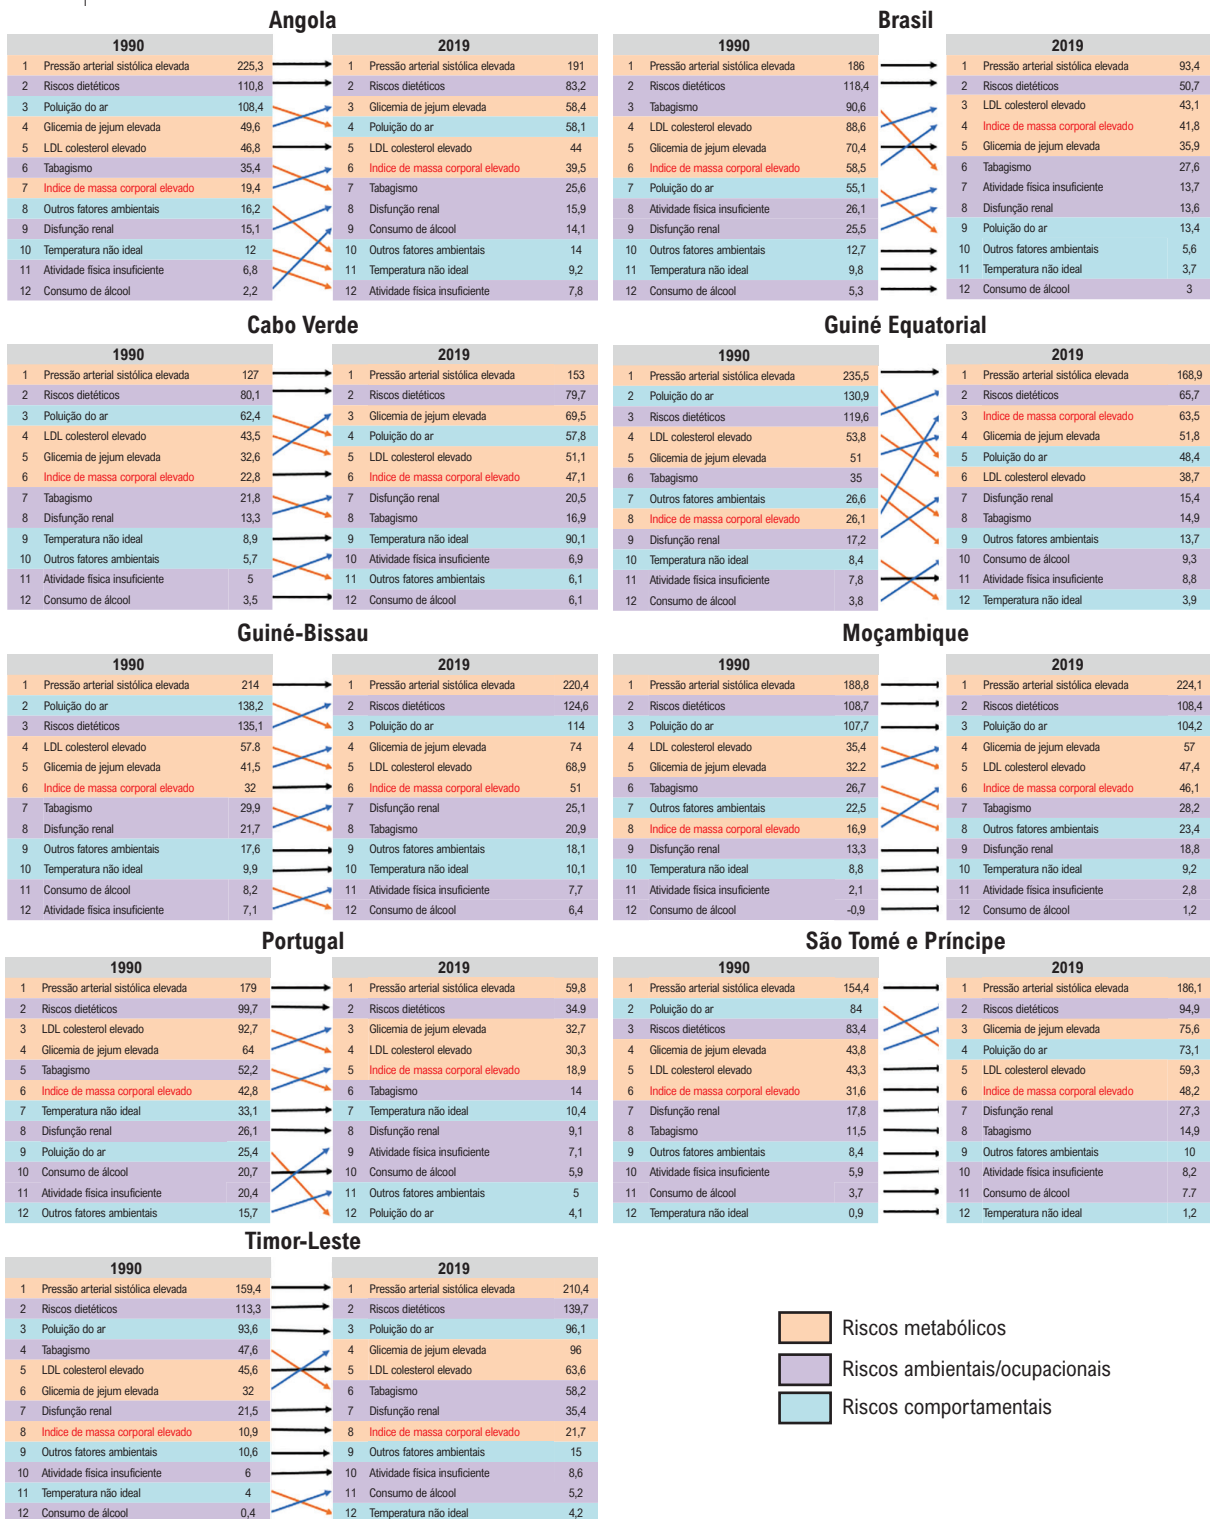 Angola
1990 2019
1 Pressão arterial sistólica elevada 225,3 1 Pressão arterial sistólica elevada 191
2 Riscos dietéticos 110,8 2 Riscos dietéticos 83,2
3 Poluição do ar 108,4 3 Glicemia de jejum elevada 58,4
4 Glicemia de jejum elevada 49,6 4 Poluição do ar 58,1
5 LDL colesterol elevado 46,8 5 LDL colesterol elevado 44
6 Tabagismo 35,4 6 Indice de massa corporal elevado 39,5
7 Indice de massa corporal elevado 19,4 7 Tabagismo 25,6
8 Outros fatores ambientais 16,2 8 Disfunção renal 15,9
9 Disfunção renal 15,1 9 Consumo de álcool 14,1
10 Temperatura não ideal 12 10 Outros fatores ambientais 14
11 Atividade física insuficiente 6,8 11 Temperatura não ideal 9,2
12 Consumo de álcool 2,2 12 Atividade física insuficiente 7,8
Brasil
1990 2019
1 Pressão arterial sistólica elevada 186 1 Pressão arterial sistólica elevada 93,4
2 Riscos dietéticos 118,4 2 Riscos dietéticos 50,7
3 Tabagismo 90,6 3 LDL colesterol elevado 43,1
4 LDL colesterol elevado 88,6 4 Indice de massa corporal elevado 41,8
5 Glicemia de jejum elevada 70,4 5 Glicemia de jejum elevada 35,9
6 Indice de massa corporal elevado 58,5 6 Tabagismo 27,6
7 Poluição do ar 55,1 7 Atividade física insuficiente 13,7
8 Atividade física insuficiente 26,1 8 Disfunção renal 13,6
9 Disfunção renal 25,5 9 Poluição do ar 13,4
10 Outros fatores ambientais 12,7 10 Outros fatores ambientais 5,6
11 Temperatura não ideal 9,8 11 Temperatura não ideal 3,7
12 Consumo de álcool 5,3 12 Consumo de álcool 3
Cabo Verde
1990 2019
1 Pressão arterial sistólica elevada 127 1 Pressão arterial sistólica elevada 153
2 Riscos dietéticos 80,1 2 Riscos dietéticos 79,7
3 Poluição do ar 62,4 3 Glicemia de jejum elevada 69,5
4 LDL colesterol elevado 43,5 4 Poluição do ar 57,8
5 Glicemia de jejum elevada 32,6 5 LDL colesterol elevado 51,1
6 Indice de massa corporal elevado 22,8 6 Indice de massa corporal elevado 47,1
7 Tabagismo 21,8 7 Disfunção renal 20,5
8 Disfunção renal 13,3 8 Tabagismo 16,9
9 Temperatura não ideal 8,9 9 Temperatura não ideal 90,1
10 Outros fatores ambientais 5,7 10 Atividade física insuficiente 6,9
11 Atividade física insuficiente 5 11 Outros fatores ambientais 6,1
12 Consumo de álcool 3,5 12 Consumo de álcool 6,1
Guiné Equatorial
1990 2019
1 Pressão arterial sistólica elevada 235,5 1 Pressão arterial sistólica elevada 168,9
2 Poluição do ar 130,9 2 Riscos dietéticos 65,7
3 Riscos dietéticos 119,6 3 Indice de massa corporal elevado 63,5
4 LDL colesterol elevado 53,8 4 Glicemia de jejum elevada 51,8
5 Glicemia de jejum elevada 51 5 Poluição do ar 48,4
6 Tabagismo 35 6 LDL colesterol elevado 38,7
7 Outros fatores ambientais 26,6 7 Disfunção renal 15,4
8 Indice de massa corporal elevado 26,1 8 Tabagismo 14,9
9 Disfunção renal 17,2 9 Outros fatores ambientais 13,7
10 Temperatura não ideal 8,4 10 Consumo de álcool 9,3
11 Atividade física insuficiente 7,8 11 Atividade física insuficiente 8,8
12 Consumo de álcool 3,8 12 Temperatura não ideal 3,9
Guiné-Bissau
1990 2019
1 Pressão arterial sistólica elevada 214 1 Pressão arterial sistólica elevada 220,4
2 Poluição do ar 138,2 2 Riscos dietéticos 124,6
3 Riscos dietéticos 135,1 3 Poluição do ar 114
4 LDL colesterol elevado 57.8 4 Glicemia de jejum elevada 74
5 Glicemia de jejum elevada 41,5 5 LDL colesterol elevado 68,9
6 Indice de massa corporal elevado 32 6 Indice de massa corporal elevado 51
7 Tabagismo 29,9 7 Disfunção renal 25,1
8 Disfunção renal 21,7 8 Tabagismo 20,9
9 Outros fatores ambientais 17,6 9 Outros fatores ambientais 18,1
10 Temperatura não ideal 9,9 10 Temperatura não ideal 10,1
11 Consumo de álcool 8,2 11 Atividade física insuficiente 7,7
12 Atividade física insuficiente 7,1 12 Consumo de álcool 6,4
Moçambique
1990 2019
1 Pressão arterial sistólica elevada 188,8 1 Pressão arterial sistólica elevada 224,1
2 Riscos dietéticos 108,7 2 Riscos dietéticos 108,4
3 Poluição do ar 107,7 3 Poluição do ar 104,2
4 LDL colesterol elevado 35,4 4 Glicemia de jejum elevada 57
5 Glicemia de jejum elevada 32.2 5 LDL colesterol elevado 47,4
6 Tabagismo 26,7 6 Indice de massa corporal elevado 46,1
7 Outros fatores ambientais 22,5 7 Tabagismo 28,2
8 Indice de massa corporal elevado 16,9 8 Outros fatores ambientais 23,4
9 Disfunção renal 13,3 9 Disfunção renal 18,8
10 Temperatura não ideal 8,8 10 Temperatura não ideal 9,2
11 Atividade física insuficiente 2,1 11 Atividade física insuficiente 2,8
12 Consumo de álcool -0,9 12 Consumo de álcool 1,2
Portugal
1990 2019
1 Pressão arterial sistólica elevada 179 1 Pressão arterial sistólica elevada 59,8
2 Riscos dietéticos 99,7 2 Riscos dietéticos 34.9
3 LDL colesterol elevado 92,7 3 Glicemia de jejum elevada 32,7
4 Glicemia de jejum elevada 64 4 LDL colesterol elevado 30,3
5 Tabagismo 52,2 5 Indice de massa corporal elevado 18,9
6 Indice de massa corporal elevado 42,8 6 Tabagismo 14
7 Temperatura não ideal 33,1 7 Temperatura não ideal 10,4
8 Disfunção renal 26,1 8 Disfunção renal 9,1
9 Poluição do ar 25,4 9 Atividade física insuficiente 7,1
10 Consumo de álcool 20,7 10 Consumo de álcool 5,9
11 Atividade física insuficiente 20,4 11 Outros fatores ambientais 5
12 Outros fatores ambientais 15,7 12 Poluição do ar 4,1
São Tomé e Príncipe
1990 2019
1 Pressão arterial sistólica elevada 154,4 1 Pressão arterial sistólica elevada 186,1
2 Poluição do ar 84 2 Riscos dietéticos 94,9
3 Riscos dietéticos 83,4 3 Glicemia de jejum elevada 75,6
4 Glicemia de jejum elevada 43,8 4 Poluição do ar 73,1
5 LDL colesterol elevado 43,3 5 LDL colesterol elevado 59,3
6 Indice de massa corporal elevado 31,6 6 Indice de massa corporal elevado 48,2
7 Disfunção renal 17,8 7 Disfunção renal 27,3
8 Tabagismo 11,5 8 Tabagismo 14,9
9 Outros fatores ambientais 8,4 9 Outros fatores ambientais 10
10 Atividade física insuficiente 5,9 10 Atividade física insuficiente 8,2
11 Consumo de álcool 3,7 11 Consumo de álcool 7.7
12 Temperatura não ideal 0,9 12 Temperatura não ideal 1,2
Timor-Leste
1990 2019
1 Pressão arterial sistólica elevada 159,4 1 Pressão arterial sistólica elevada 210,4
2 Riscos dietéticos 113,3 2 Riscos dietéticos 139,7
3 Poluição do ar 93,6 3 Poluição do ar 96,1
4 Tabagismo 47,6 4 Glicemia de jejum elevada 96
5 LDL colesterol elevado 45,6 5 LDL colesterol elevado 63,6
6 Glicemia de jejum elevada 32 6 Tabagismo 58,2
7 Disfunção renal 21,5 7 Disfunção renal 35,4
8 Indice de massa corporal elevado 10,9 8 Indice de massa corporal elevado 21,7
9 Outros fatores ambientais 10,6 9 Outros fatores ambientais 15
10 Atividade física insuficiente 6 10 Atividade física insuficiente 8,6
11 Temperatura não ideal 4 11 Consumo de álcool 5,2
12 Consumo de álcool 0,4 12 Temperatura não ideal 4,2
Riscos metabólicos
Riscos ambientais/ocupacionais
Riscos comportamentais